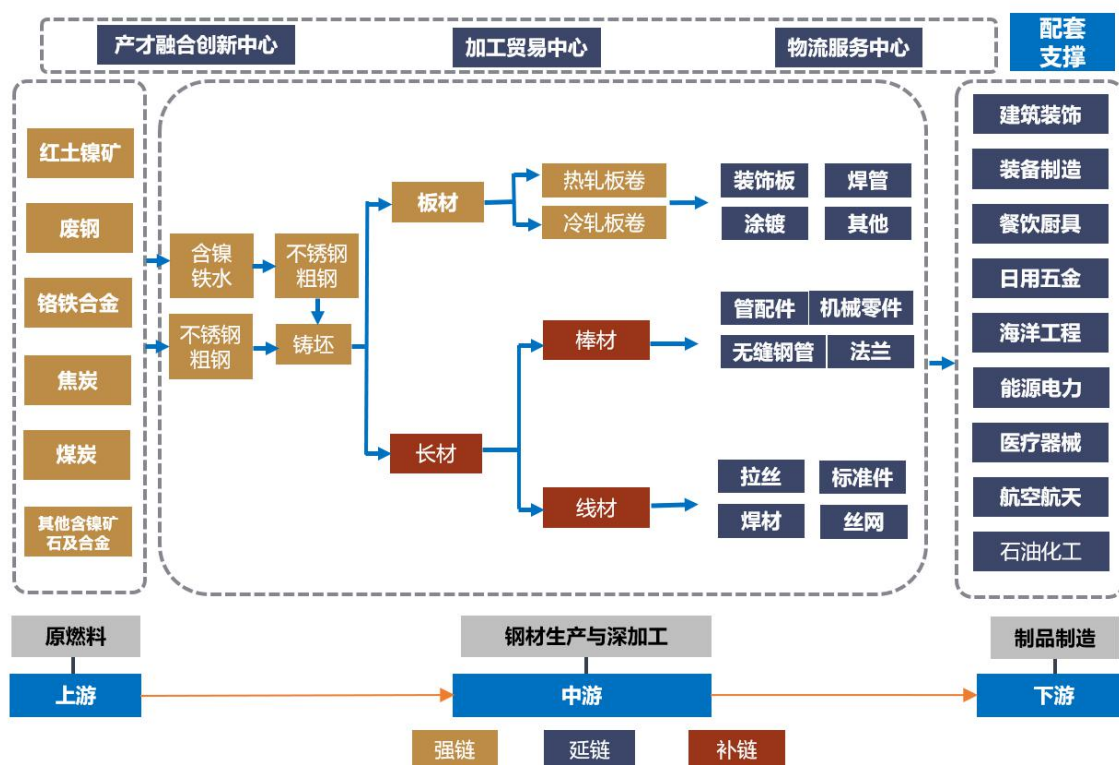 产才融合创新中心
加工贸易中心
物流服务中心
配套
支撑
红土镍矿
废钢
铬铁合金
焦炭
煤炭
其他含镍矿
石及合金
含镍
铁水
不锈钢
粗钢
不锈钢
粗钢
铸坯
板材
热轧板卷
冷轧板卷
装饰板
焊管
涂镀
其他
长材
棒材
管配件
机械零件
无缝钢管
法兰
线材
拉丝
标准件
焊材
丝网
建筑装饰
装备制造
餐饮厨具
日用五金
海洋工程
能源电力
医疗器械
航空航天
石油化工
原燃料
钢材生产与深加工
制品制造
上游
中游
下游
强链
延链
补链